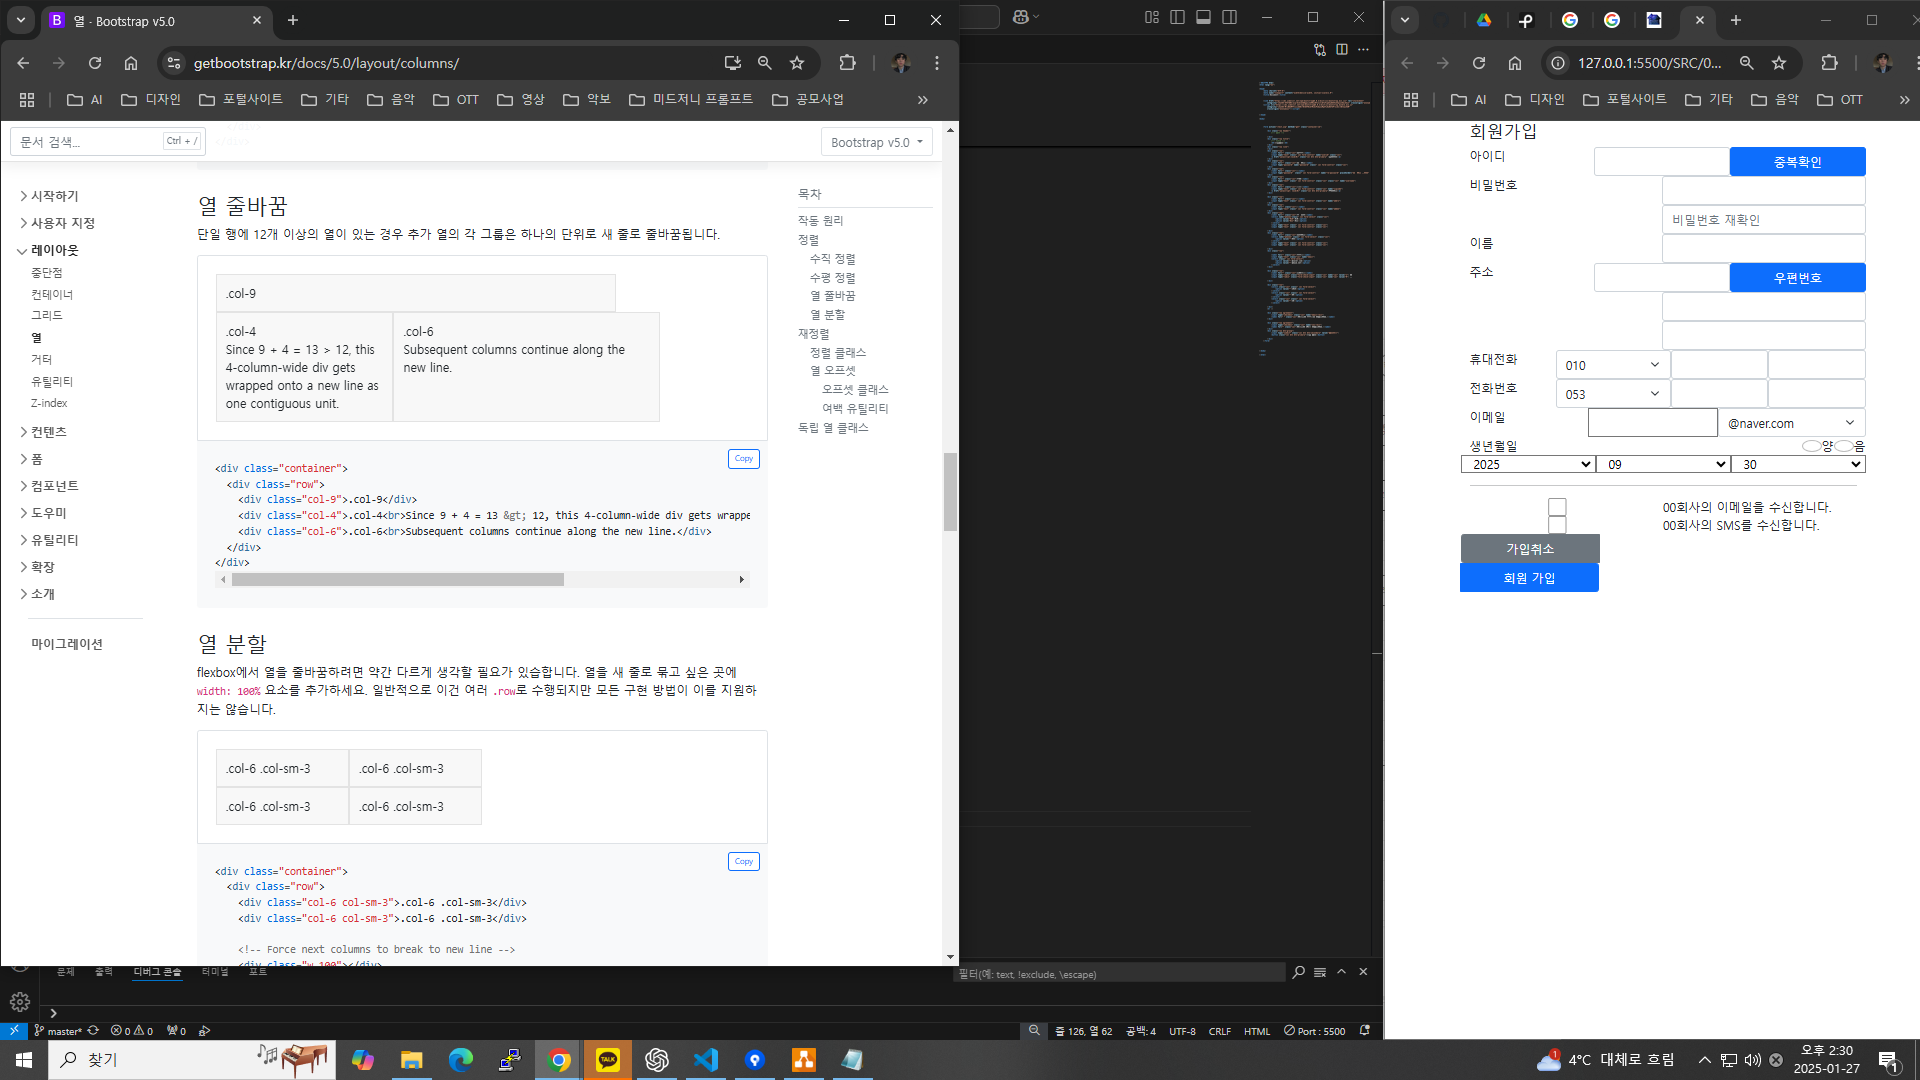 열 - Bootstrap v5.0
getbootstrap.kr/docs/5.0/layout/columns/
AI
디자인
포털사이트
기타
음악
OTT
영상
악보
미드저니 프롬프트
공모사업
문서 검색...
Ctrl + /
Bootstrap v5.0
시작하기
사용자 지정
레이아웃
중단점
컨테이너
그리드
열
거터
유틸리티
Z-index
컨텐츠
폼
컴포넌트
도우미
유틸리티
확장
소개
마이그레이션
열 줄바꿈
단일 행에 12개 이상의 열이 있는 경우 추가 열의 각 그룹은 하나의 단위로 새 줄로 줄바꿈됩니다.
.col-9
.col-4
Since 9 + 4 = 13 > 12, this
4-column-wide div gets
wrapped onto a new line as
one contiguous unit.
.col-6
Subsequent columns continue along the
new line.
Copy
<div class="container">
<div class="row">
<div class="col-9">.col-9</div>
<div class="col-4">.col-4<br>Since 9 + 4 = 13 &gt; 12, this 4-column-wide div gets wrappe
<div class="col-6">.col-6<br>Subsequent columns continue along the new line.</div>
</div>
</div>
열 분할
flexbox에서 열을 줄바꿈하려면 약간 다르게 생각할 필요가 있습니다. 열을 새 줄로 묶고 싶은 곳에
width: 100% 요소를 추가하세요. 일반적으로 이건 여러 .row로 수행되지만 모든 구현 방법이 이를 지원하
지는 않습니다.
.col-6 .col-sm-3
.col-6 .col-sm-3
.col-6 .col-sm-3
.col-6 .col-sm-3
Copy
<div class="container">
<div class="row">
<div class="col-6 col-sm-3">.col-6 .col-sm-3</div>
<div class="col-6 col-sm-3">.col-6 .col-sm-3</div>
<!-- Force next columns to break to new line -->
<div class="w-100"></div>
목차
작동 원리
정렬
수직 정렬
수평 정렬
열 줄바꿈
열 분할
재정렬
정렬 클래스
열 오프셋
오프셋 클래스
여백 유틸리티
독립 열 클래스
문제
출력
디버그 콘솔
터미널
포트
필터(예: text, !exclude, \escape)
master*
0
0
0
줄 126, 열 62
공백: 4
UTF-8
CRLF
HTML
Port : 5500
127.0.0.1:5500/SRC/0...
AI
디자인
포털사이트
기타
음악
OTT
회원가입
아이디
중복확인
비밀번호
비밀번호 재확인
이름
주소
우편번호
휴대전화
010
전화번호
053
이메일
@naver.com
생년월일
양
음
2025
09
30
00회사의 이메일을 수신합니다.
00회사의 SMS를 수신합니다.
가입취소
회원 가입
찾기
TALK
1
4°C 대체로 흐림
오후 2:30
2025-01-27
1